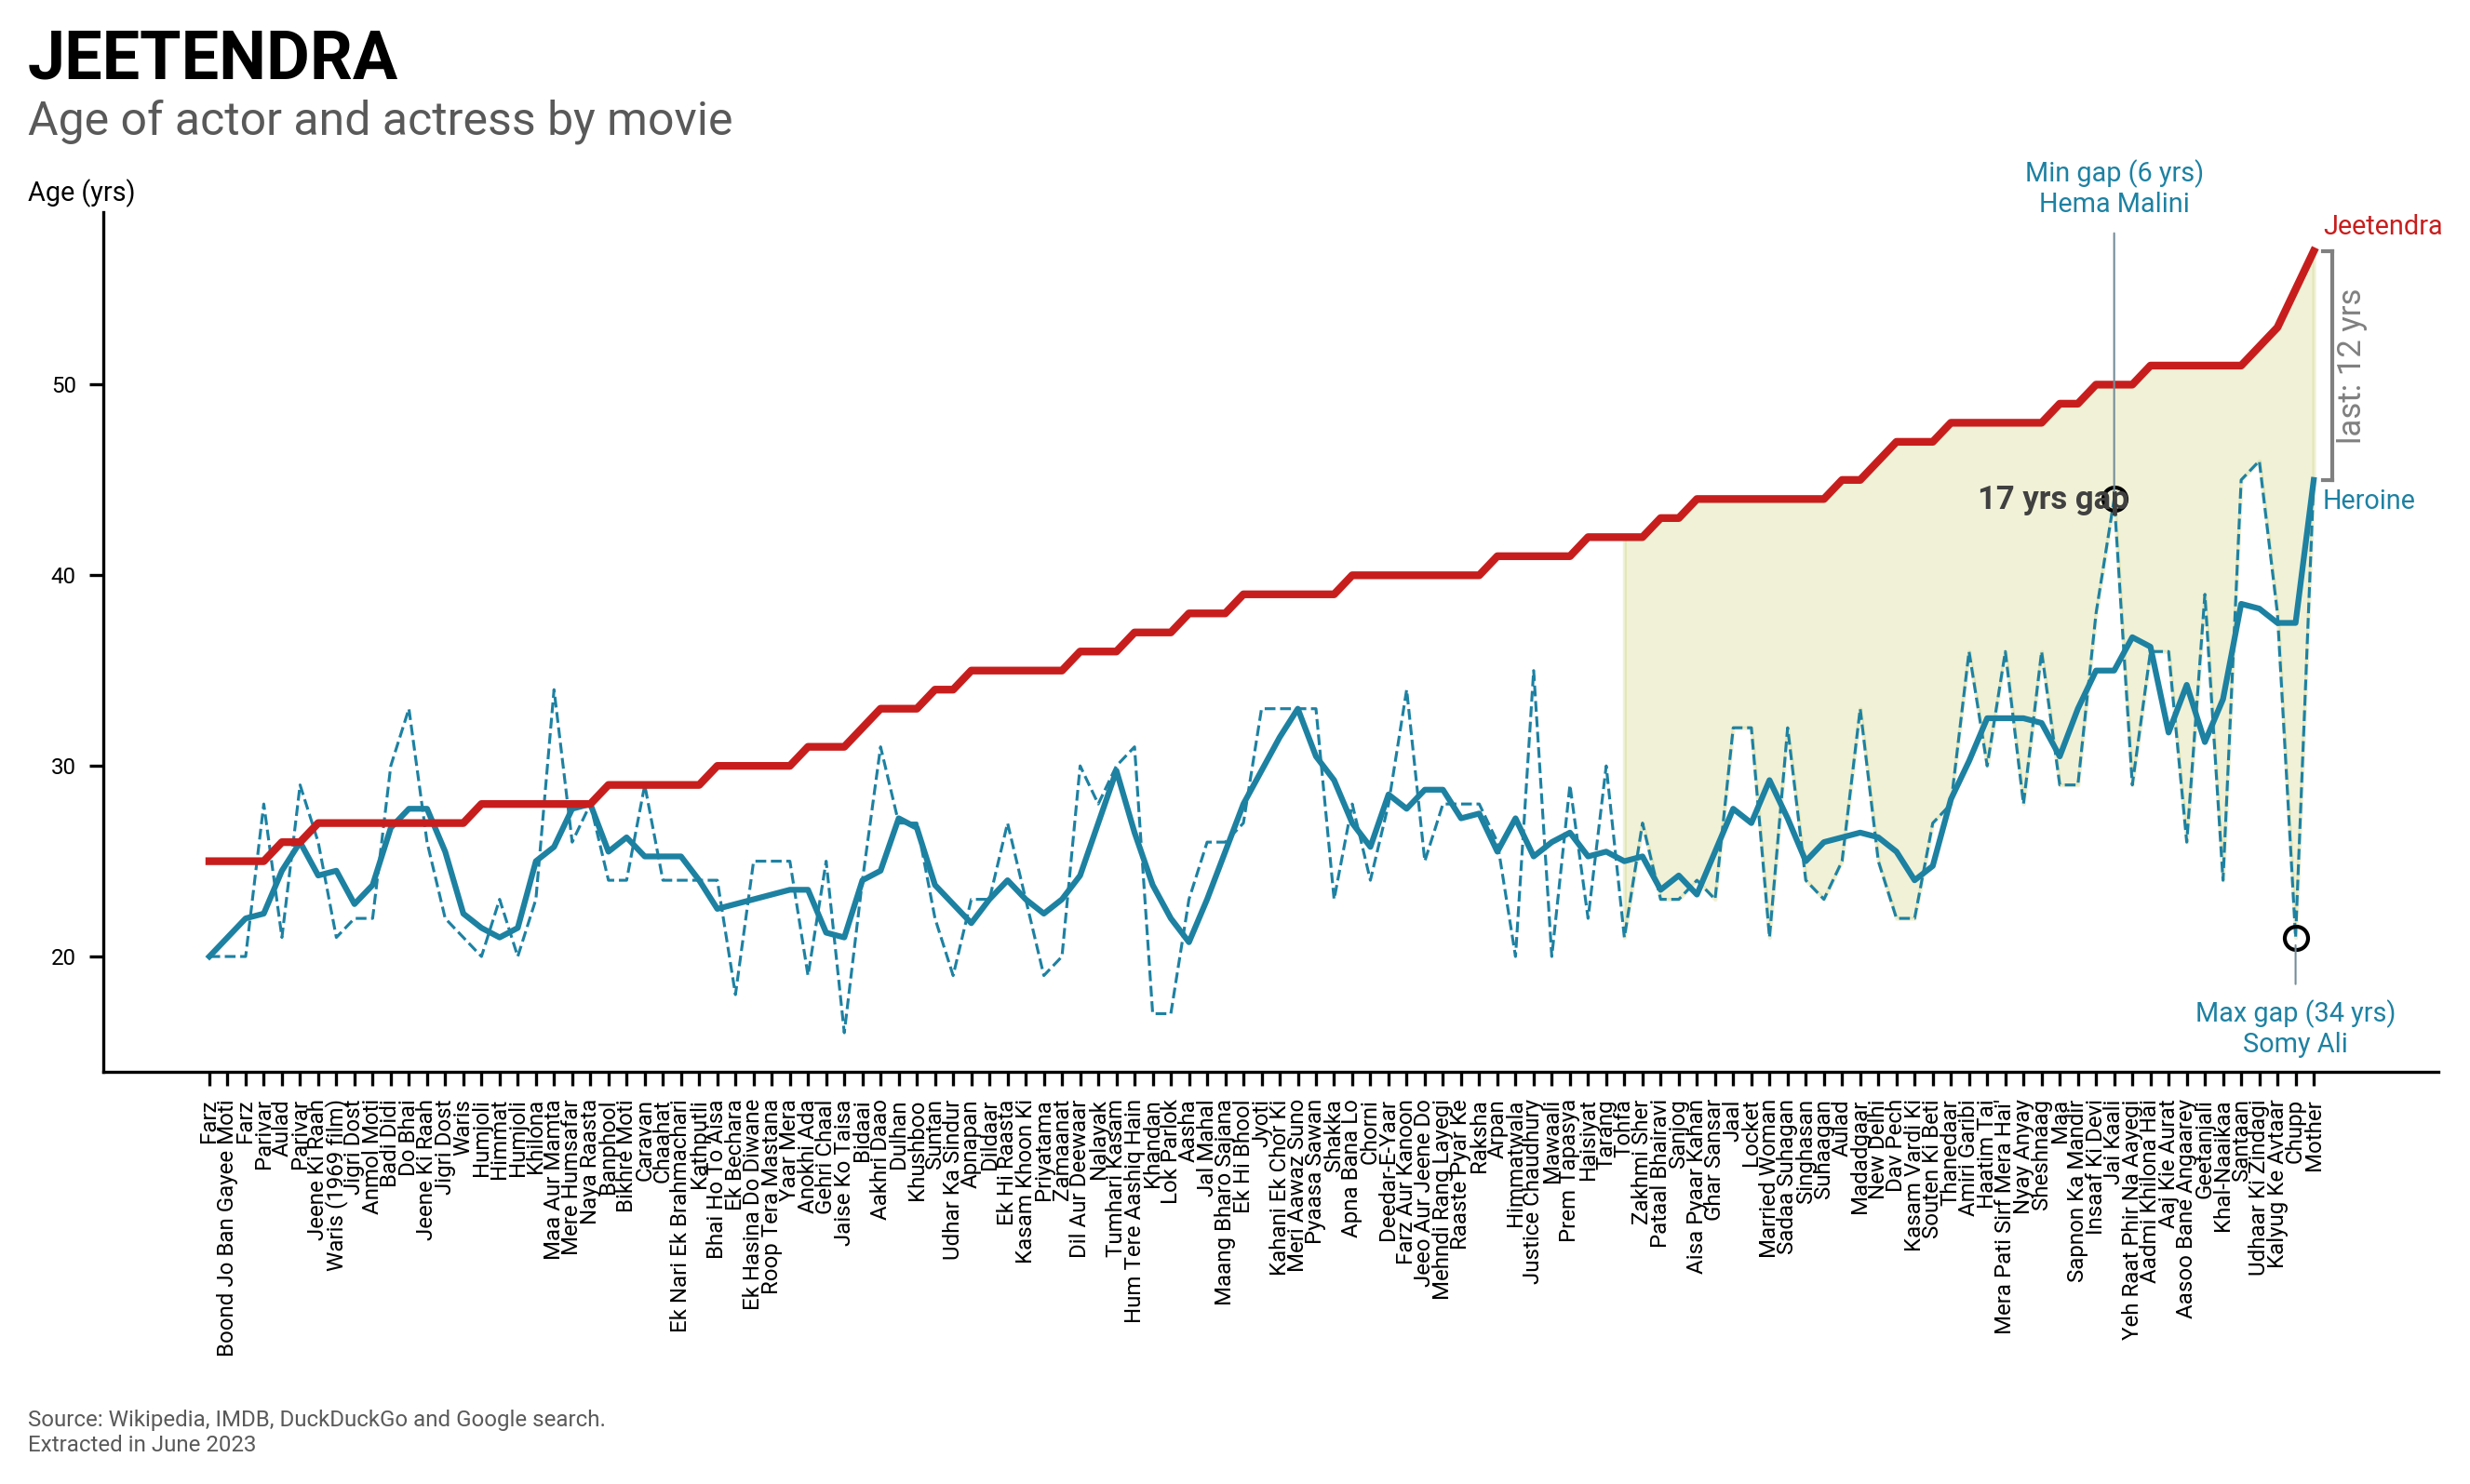 JEETENDRA
Age of actor and actress by movie
Age (yrs)
Min gap (6 yrs)
Hema Malini
Jeetendra
last: 12 yrs
17 yrs gap
Heroine
50
40
30
20
Max gap (34 yrs)
Somy Ali
Farz
Boond Jo Ban Gayee Moti
Farz
Parivar
Aulad
Parivar
Jeene Ki Raah
Waris (1969 film)
Jigri Dost
Anmol Moti
Badi Didi
Do Bhai
Jeene Ki Raah
Jigri Dost
Waris
Humjoli
Himmat
Humjoli
Khilona
Maa Aur Mamta
Mere Humsafar
Naya Raasta
Banphool
Bikhre Moti
Caravan
Chaahat
Ek Nari Ek Brahmachari
Kathputli
Bhai Ho To Aisa
Ek Bechara
Ek Hasina Do Diwane
Roop Tera Mastana
Yaar Mera
Anokhi Ada
Gehri Chaal
Jaise Ko Taisa
Bidaai
Aakhri Daao
Dulhan
Khushboo
Suntan
Udhar Ka Sindur
Apnapan
Dildaar
Ek Hi Raasta
Kasam Khoon Ki
Priyatama
Zamaanat
Dil Aur Deewaar
Nalayak
Tumhari Kasam
Hum Tere Aashiq Hain
Khandan
Lok Parlok
Aasha
Jal Mahal
Maang Bharo Sajana
Ek Hi Bhool
Jyoti
Kahani Ek Chor Ki
Meri Aawaz Suno
Pyaasa Sawan
Shakka
Apna Bana Lo
Chorni
Deedar-E-Yaar
Farz Aur Kanoon
Jeeo Aur Jeene Do
Mehndi Rang Layegi
Raaste Pyar Ke
Raksha
Arpan
Himmatwala
Justice Chaudhury
Mawaali
Prem Tapasya
Haisiyat
Tarang
Tohfa
Zakhmi Sher
Pataal Bhairavi
Sanjog
Aisa Pyaar Kahan
Ghar Sansar
Jaal
Locket
Married Woman
Sadaa Suhagan
Singhasan
Suhaagan
Aulad
Madadgaar
New Delhi
Dav Pech
Kasam Vardi Ki
Souten Ki Beti
Thanedaar
Amiri Garibi
Haatim Tai
Mera Pati Sirf Mera Hai'
Nyay Anyay
Sheshnaag
Maa
Sapnon Ka Mandir
Insaaf Ki Devi
Jai Kaali
Yeh Raat Phir Na Aayegi
Aadmi Khilona Hai
Aaj Kie Aurat
Aasoo Bane Angaarey
Geetanjali
Khal-Naaikaa
Santaan
Udhaar Ki Zindagi
Kalyug Ke Avtaar
Chupp
Mother
Source: Wikipedia, IMDB, DuckDuckGo and Google search.
Extracted in June 2023